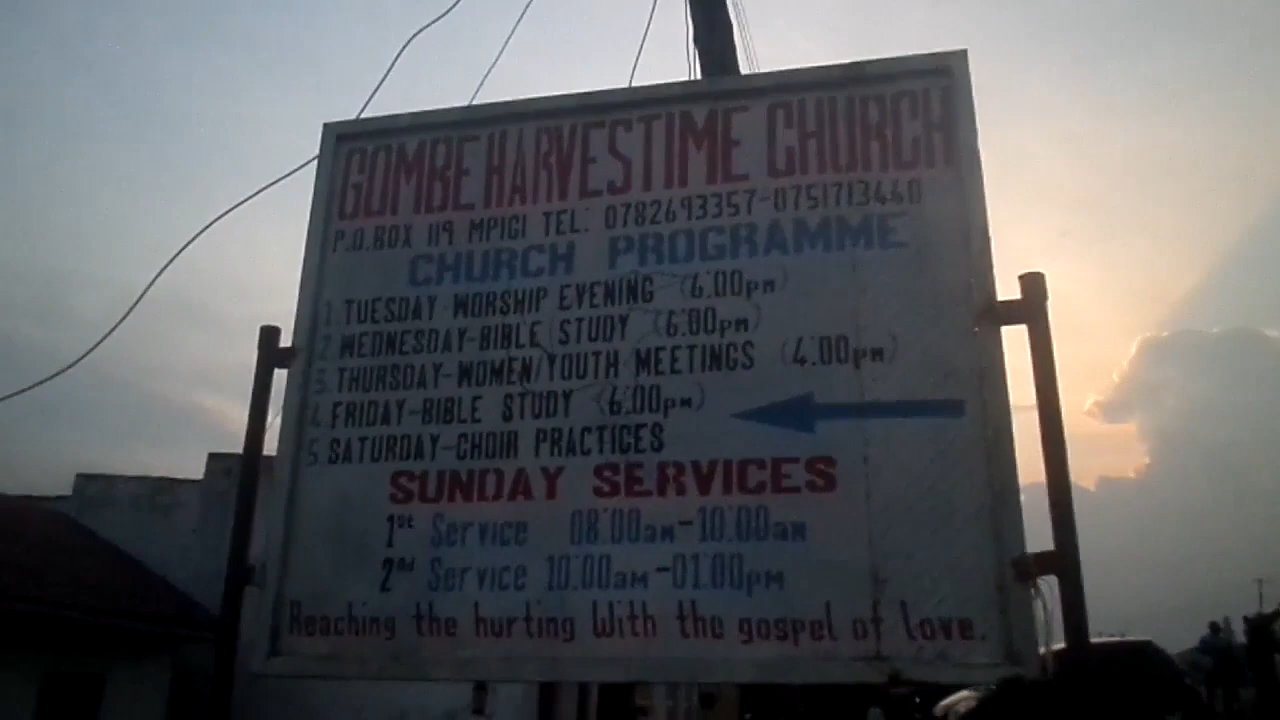 GOMBE HARVESTIME CHURCH
P.O.BOX 119 MPIGI TEL: 0782693357-0751713460
CHURCH PROGRAMME
1. TUESDAY-WORSHIP EVENING (6:00pm)
2. WEDNESDAY-BIBLE STUDY (6:00pm)
3. THURSDAY-WOMEN/YOUTH MEETINGS (4.00pm)
4. FRIDAY-BIBLE STUDY (6:00pm)
5. SATURDAY-CHOIR PRACTICES
SUNDAY SERVICES
1st Service 08:00am-10:00am
2nd Service 10:00am-01:00pm
Reaching the hurting With the gospel of love.